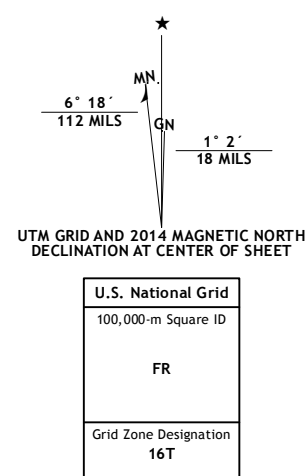 ★
MN.
GN
6° 18´
112 MILS
1° 2´
18 MILS
UTM GRID AND 2014 MAGNETIC NORTH
DECLINATION AT CENTER OF SHEET
U.S. National Grid
100,000-m Square ID
FR
Grid Zone Designation
16T